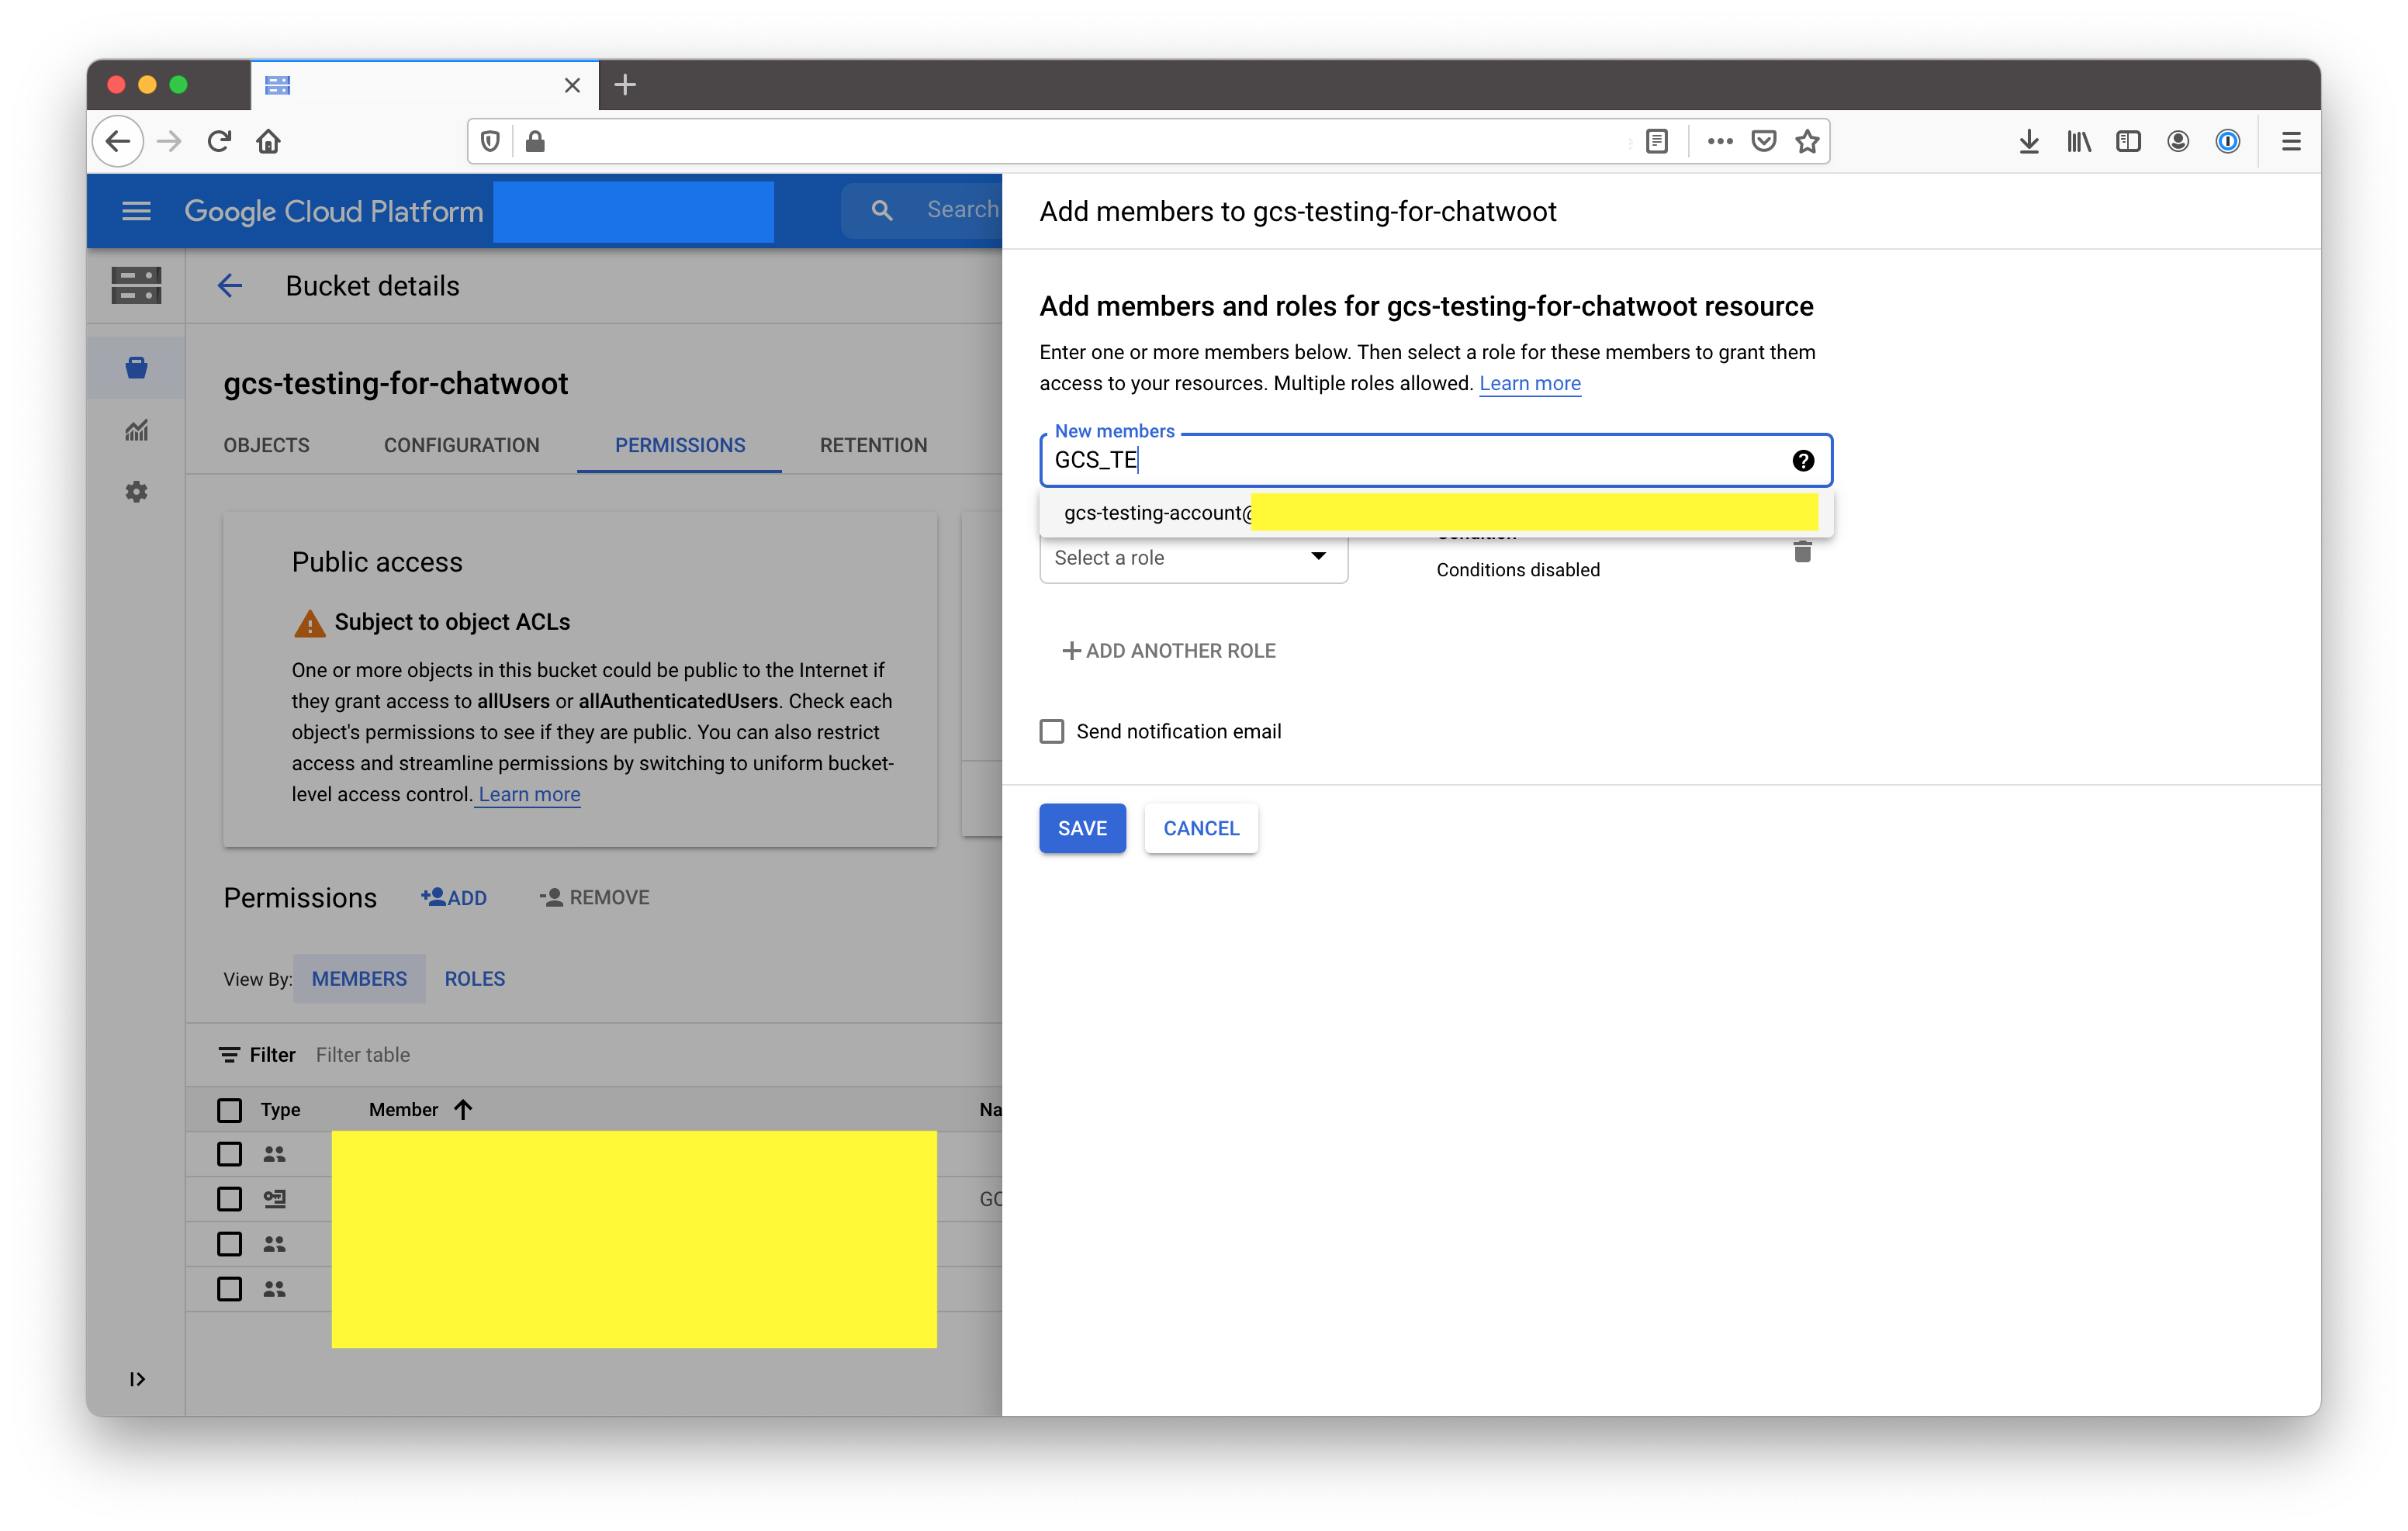 Google Cloud Platform
Search
Bucket details
gcs-testing-for-chatwoot
OBJECTS
CONFIGURATION
PERMISSIONS
RETENTION
Public access
Subject to object ACLs
One or more objects in this bucket could be public to the Internet if
they grant access to allUsers or allAuthenticatedUsers. Check each
object's permissions to see if they are public. You can also restrict
access and streamline permissions by switching to uniform bucket-
level access control. Learn more
Permissions
ADD
REMOVE
View By:
MEMBERS
ROLES
Filter
Filter table
Type
Member
Na
GC
Add members to gcs-testing-for-chatwoot
Add members and roles for gcs-testing-for-chatwoot resource
Enter one or more members below. Then select a role for these members to grant them
access to your resources. Multiple roles allowed. Learn more
New members
GCS_TE
gcs-testing-account@
Select a role
Condition
Conditions disabled
ADD ANOTHER ROLE
Send notification email
SAVE
CANCEL